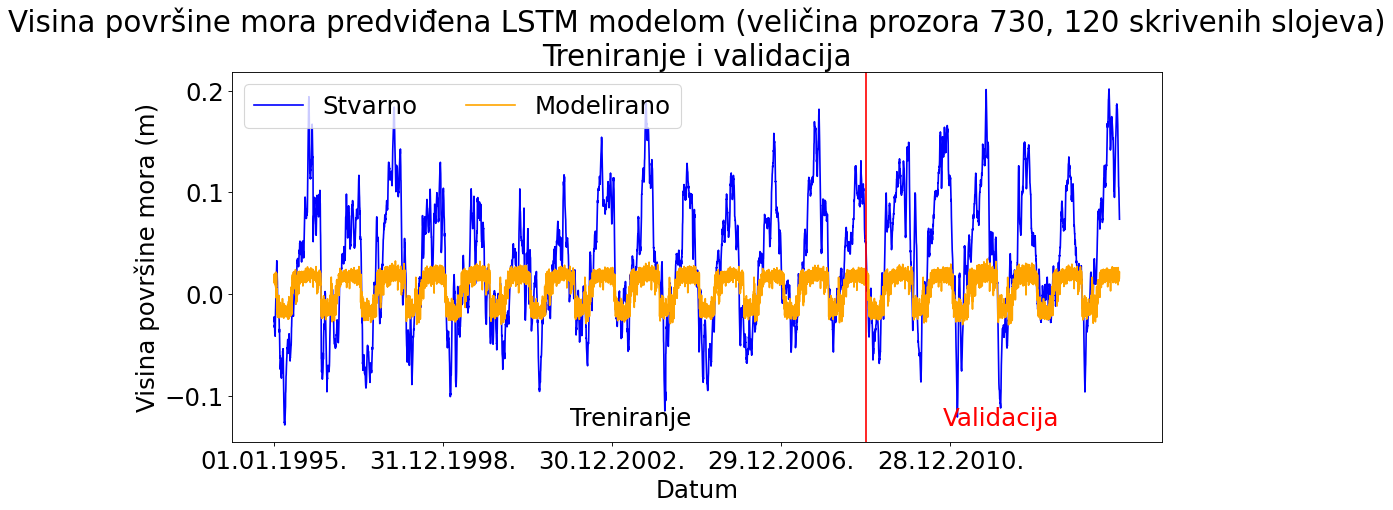 Visina površine mora predviđena LSTM modelom (veličina prozora 730, 120 skrivenih slojeva)
Treniranje i validacija
Stvarno
Modelirano
Visina površine mora (m)
0.2
0.1
0.0
−0.1
Treniranje
Validacija
01.01.1995.
31.12.1998.
30.12.2002.
29.12.2006.
28.12.2010.
Datum